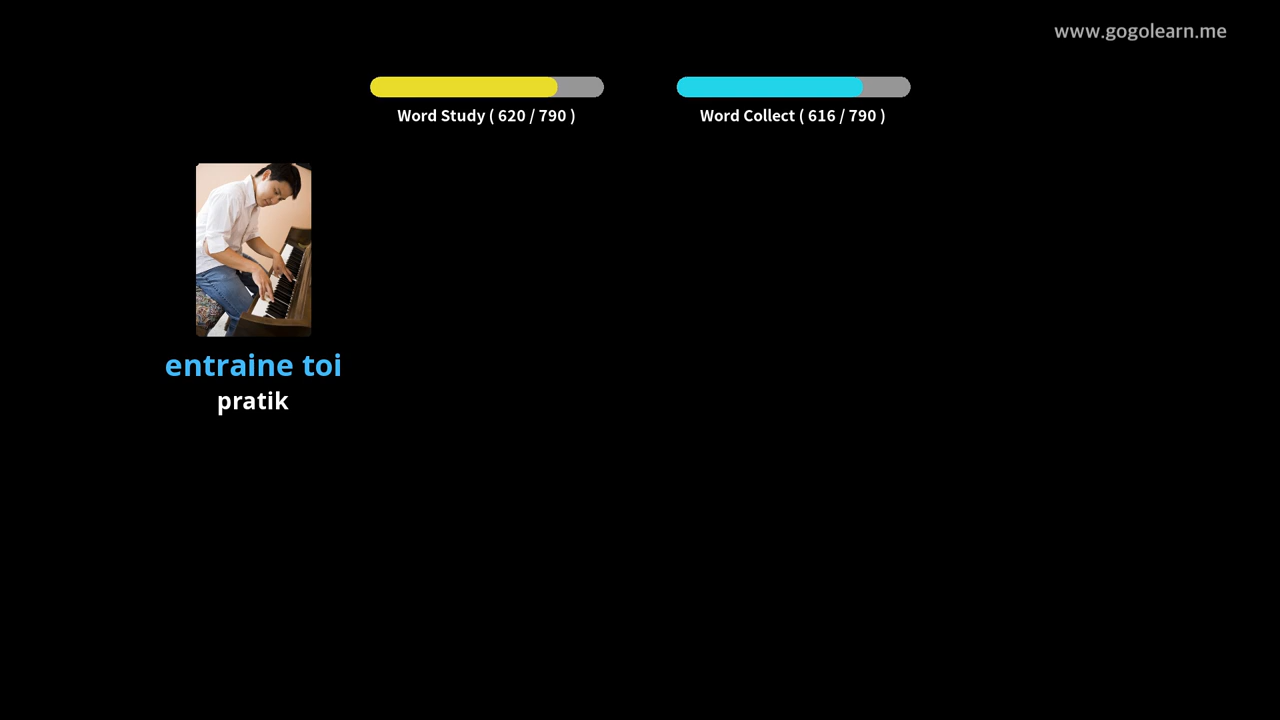 www.gogolearn.me
Word Study ( 620 / 790 )
Word Collect ( 616 / 790 )
entraine toi
pratik